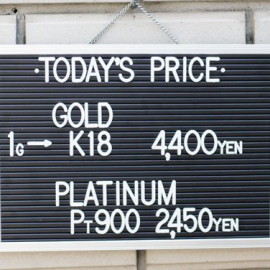 ·TODAY'S PRICE·
GOLD
1G→ K18 4,400YEN
PLATINUM
PT900 2,450YEN